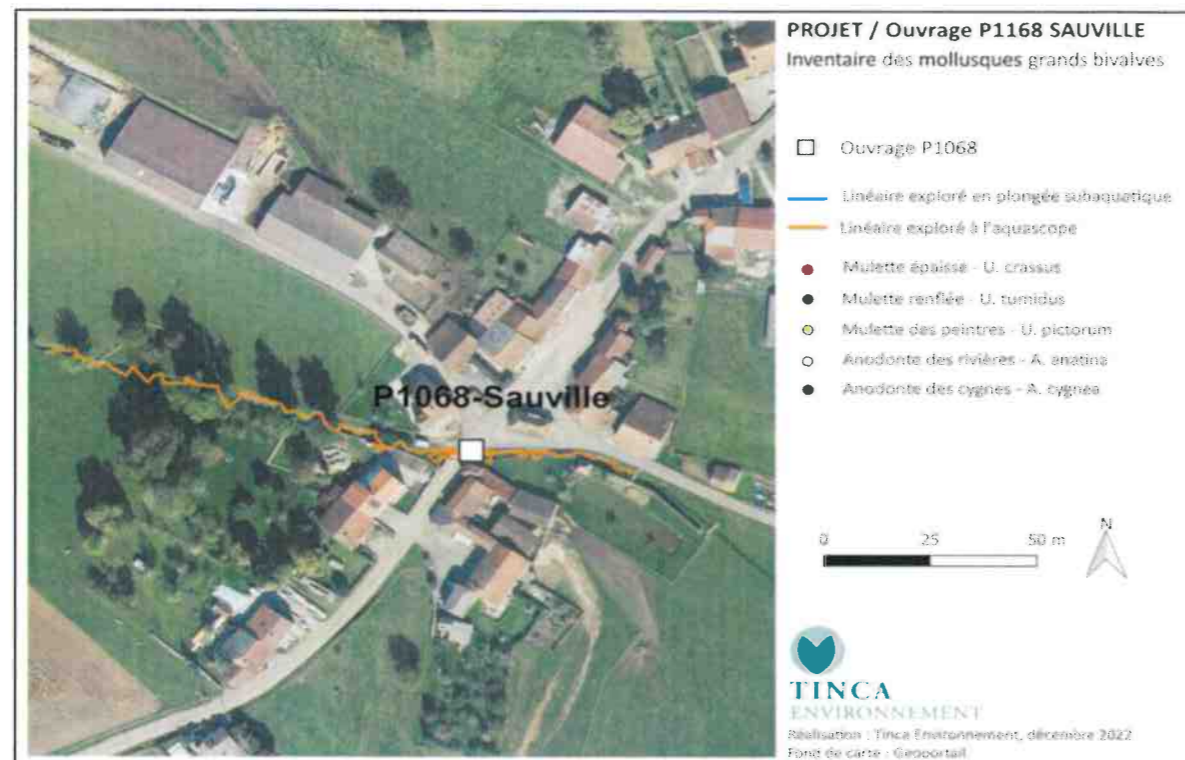 PROJET / Ouvrage P1168 SAUVILLE
Inventaire des mollusques grands bivalves
Ouvrage P1068
Linéaire exploré en plongée subaquatique
Linéaire exploré à l'aquascope
Mulette épaisse - U. crassus
Mulette renflée - U. tumidus
Mulette des peintres - U. pictorum
Anodonte des rivières - A. anatina
Anodonte des cygnes - A. cygnea
P1068-Sauville
0 25 50 m
N
TINCA
ENVIRONNEMENT
Réalisation : Tinca Environnement, décembre 2022
Fond de carte : Geoportail